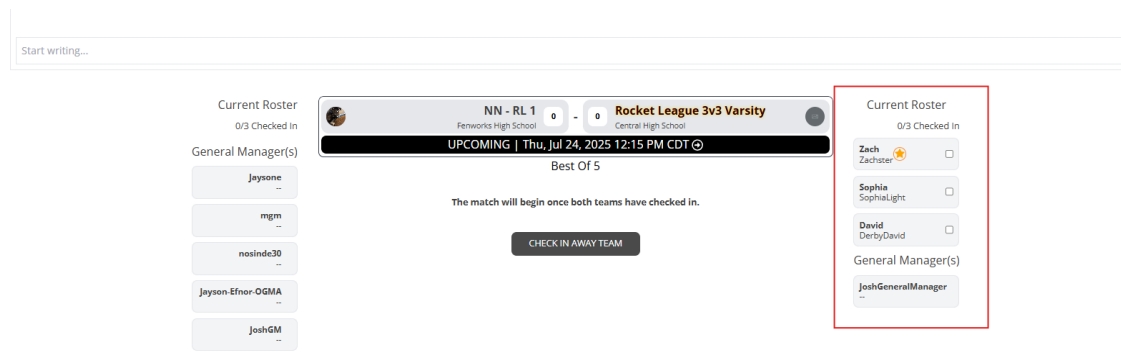 Start writing...
Current Roster
0/3 Checked In
General Manager(s)
Jaysone
--
mgm
--
nosinde30
--
Jayson-Efnor-OGMA
--
JoshGM
--
NN - RL 1 0 - 0 Rocket League 3v3 Varsity
Fenworks High School Central High School
UPCOMING | Thu, Jul 24, 2025 12:15 PM CDT
Best Of 5
The match will begin once both teams have checked in.
CHECK IN AWAY TEAM
Current Roster
0/3 Checked In
Zach
Zachster
Sophia
SophiaLight
David
DerbyDavid
General Manager(s)
JoshGeneralManager
--